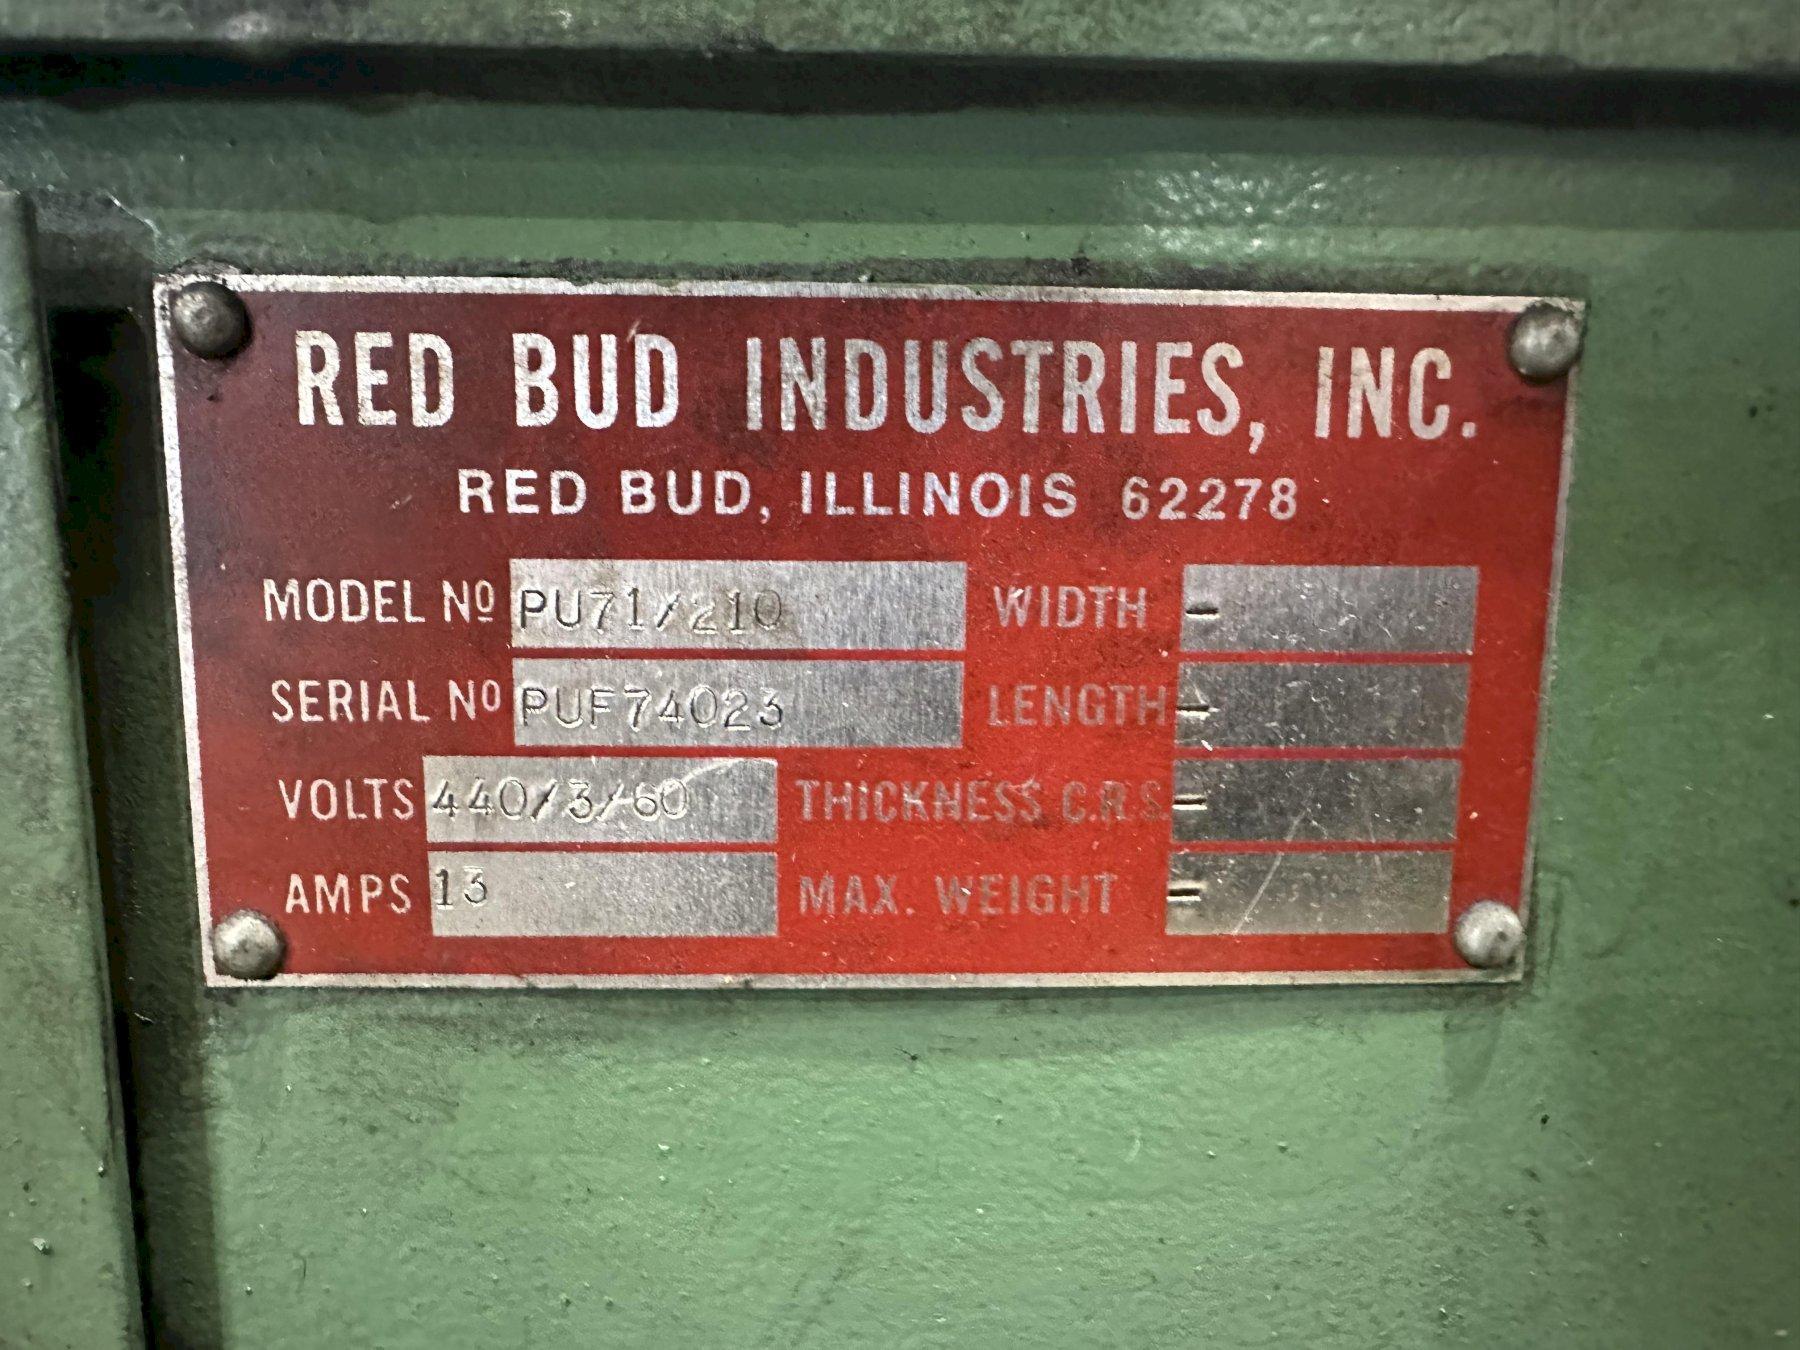 RED BUD INDUSTRIES, INC.
RED BUD, ILLINOIS 62278
MODEL Nº PU71/210 WIDTH -
SERIAL Nº PUF74023 LENGTH -
VOLTS 440/3/60 THICKNESS C.R.S. -
AMPS 13 MAX. WEIGHT -